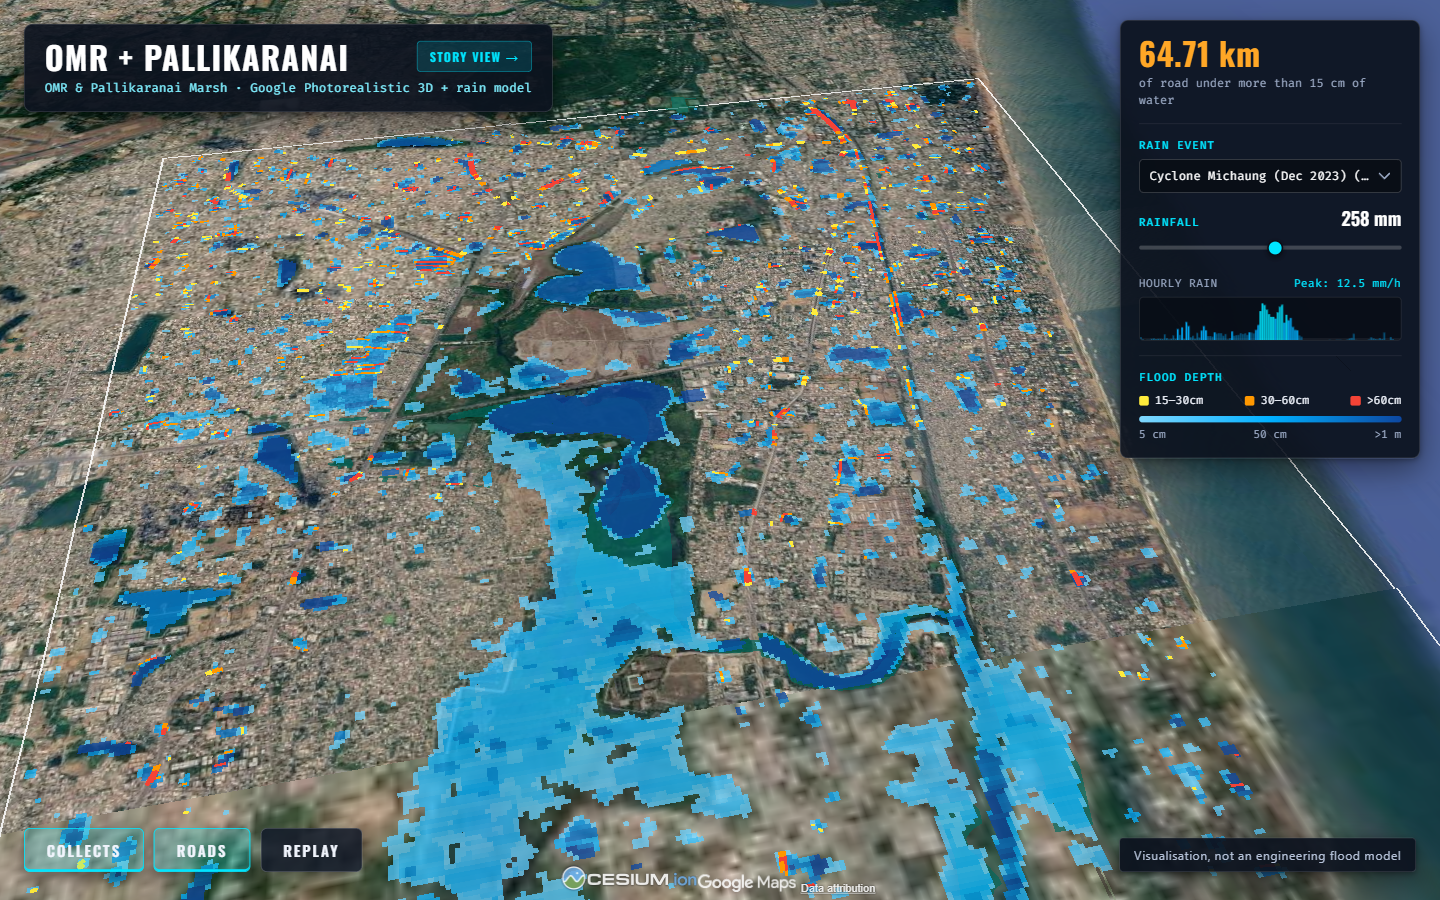 OMR + PALLIKARANAI
STORY VIEW →
OMR & Pallikaranai Marsh · Google Photorealistic 3D + rain model
64.71 km
of road under more than 15 cm of
water
RAIN EVENT
Cyclone Michaung (Dec 2023) (…
RAINFALL
258 mm
HOURLY RAIN
Peak: 12.5 mm/h
FLOOD DEPTH
15–30cm
30–60cm
>60cm
5 cm
50 cm
>1 m
COLLECTS
ROADS
REPLAY
Visualisation, not an engineering flood model
CESIUM ion
Google Maps
Data attribution